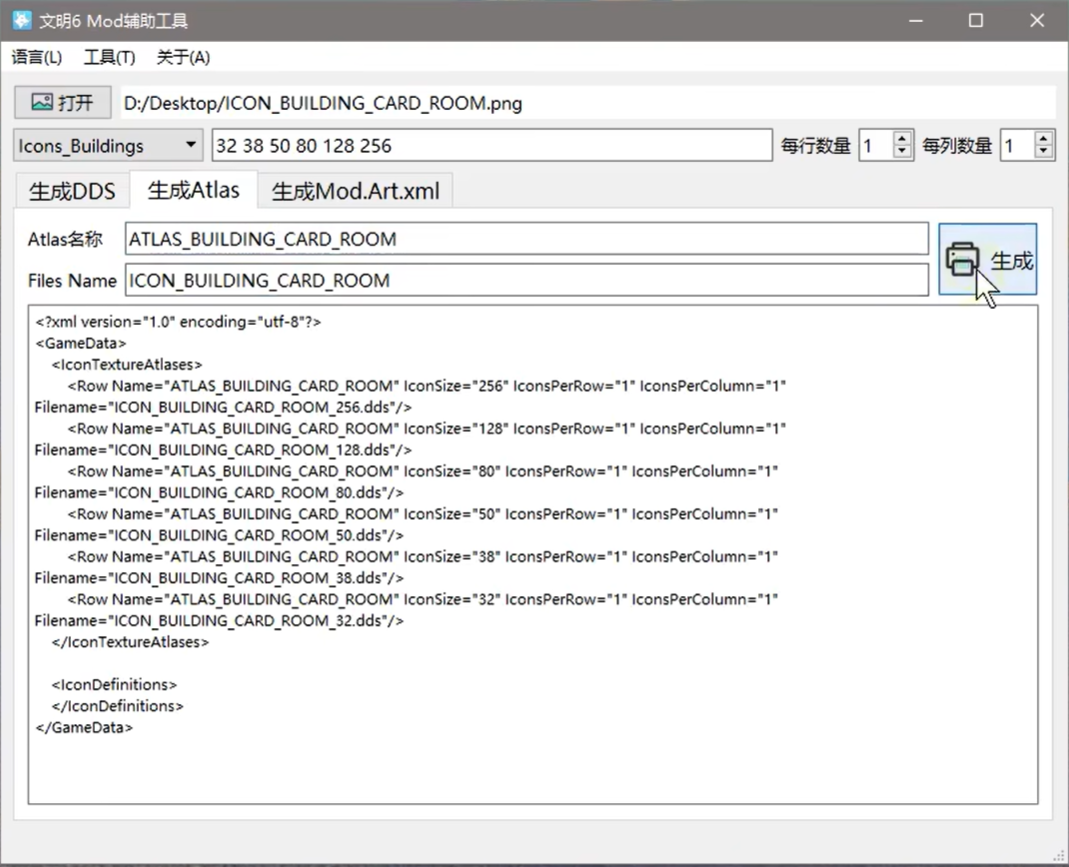 文明6 Mod辅助工具
语言(L) 工具(T) 关于(A)
打开 D:/Desktop/ICON_BUILDING_CARD_ROOM.png
Icons_Buildings 32 38 50 80 128 256 每行数量 1 每列数量 1
生成DDS 生成Atlas 生成Mod.Art.xml
Atlas名称 ATLAS_BUILDING_CARD_ROOM
生成
Files Name ICON_BUILDING_CARD_ROOM
<?xml version="1.0" encoding="utf-8"?>
<GameData>
<IconTextureAtlases>
<Row Name="ATLAS_BUILDING_CARD_ROOM" IconSize="256" IconsPerRow="1" IconsPerColumn="1"
Filename="ICON_BUILDING_CARD_ROOM_256.dds"/>
<Row Name="ATLAS_BUILDING_CARD_ROOM" IconSize="128" IconsPerRow="1" IconsPerColumn="1"
Filename="ICON_BUILDING_CARD_ROOM_128.dds"/>
<Row Name="ATLAS_BUILDING_CARD_ROOM" IconSize="80" IconsPerRow="1" IconsPerColumn="1"
Filename="ICON_BUILDING_CARD_ROOM_80.dds"/>
<Row Name="ATLAS_BUILDING_CARD_ROOM" IconSize="50" IconsPerRow="1" IconsPerColumn="1"
Filename="ICON_BUILDING_CARD_ROOM_50.dds"/>
<Row Name="ATLAS_BUILDING_CARD_ROOM" IconSize="38" IconsPerRow="1" IconsPerColumn="1"
Filename="ICON_BUILDING_CARD_ROOM_38.dds"/>
<Row Name="ATLAS_BUILDING_CARD_ROOM" IconSize="32" IconsPerRow="1" IconsPerColumn="1"
Filename="ICON_BUILDING_CARD_ROOM_32.dds"/>
</IconTextureAtlases>
<IconDefinitions>
</IconDefinitions>
</GameData>